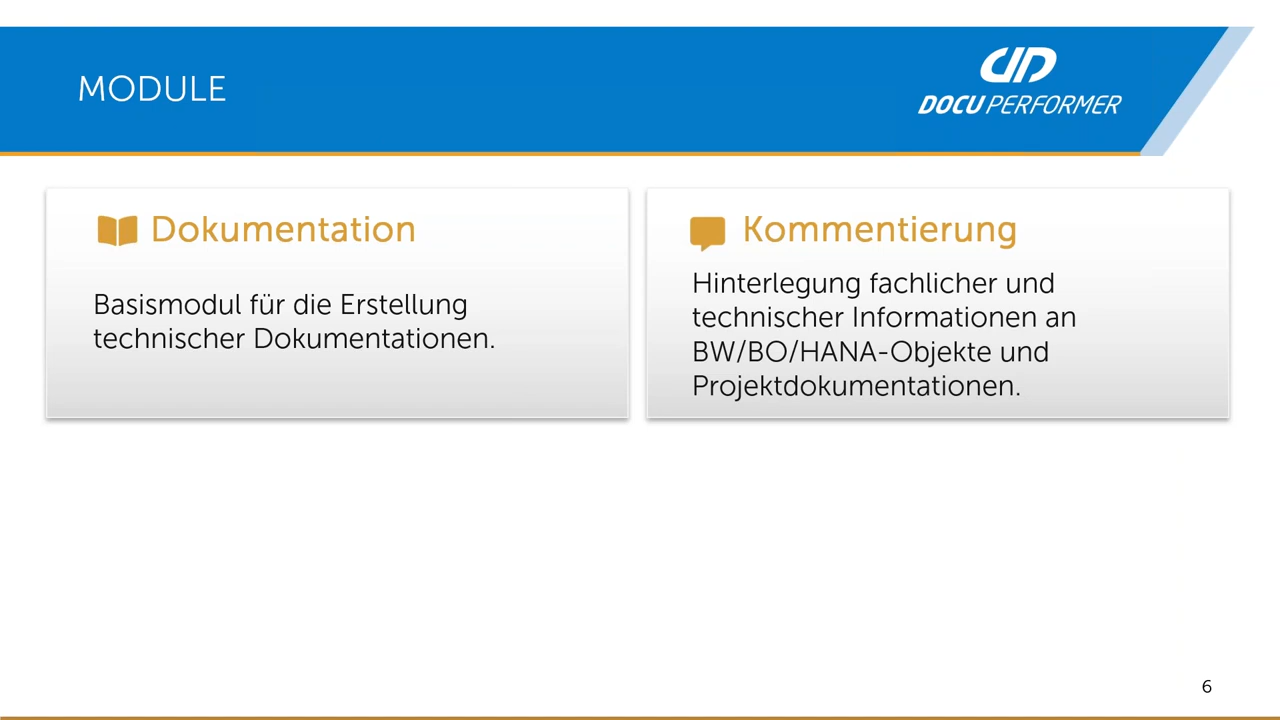 MODULE
DOCU PERFORMER
Dokumentation
Basismodul für die Erstellung
technischer Dokumentationen.
Kommentierung
Hinterlegung fachlicher und
technischer Informationen an
BW/BO/HANA-Objekte und
Projektdokumentationen.
6